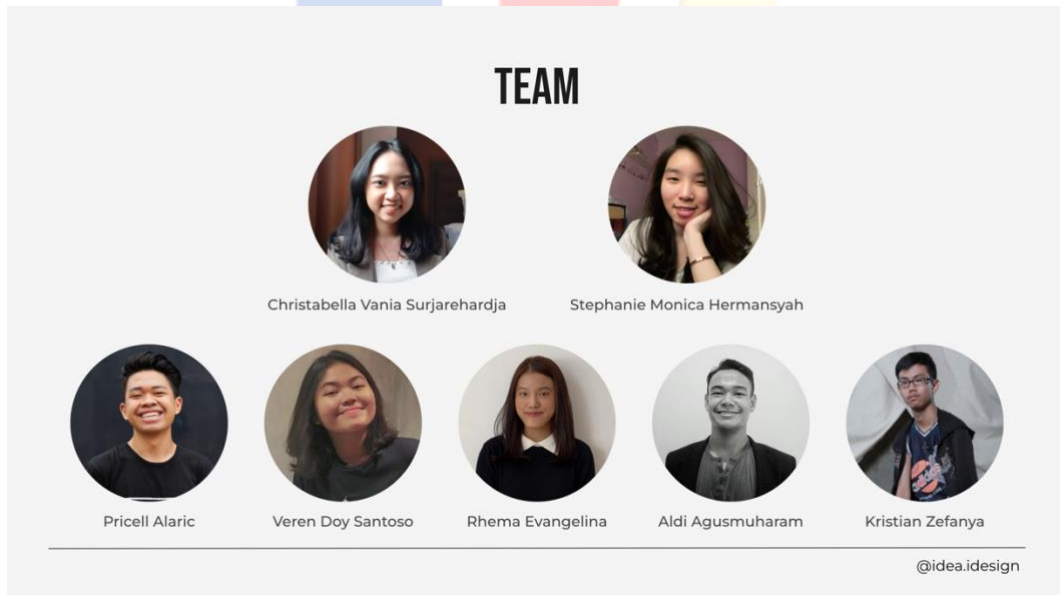 TEAM
Christabella Vania Surjarehardja
Stephanie Monica Hermansyah
Pricell Alaric
Veren Doy Santoso
Rhema Evangelina
Aldi Agusmuharam
Kristian Zefanya
@idea.idesign